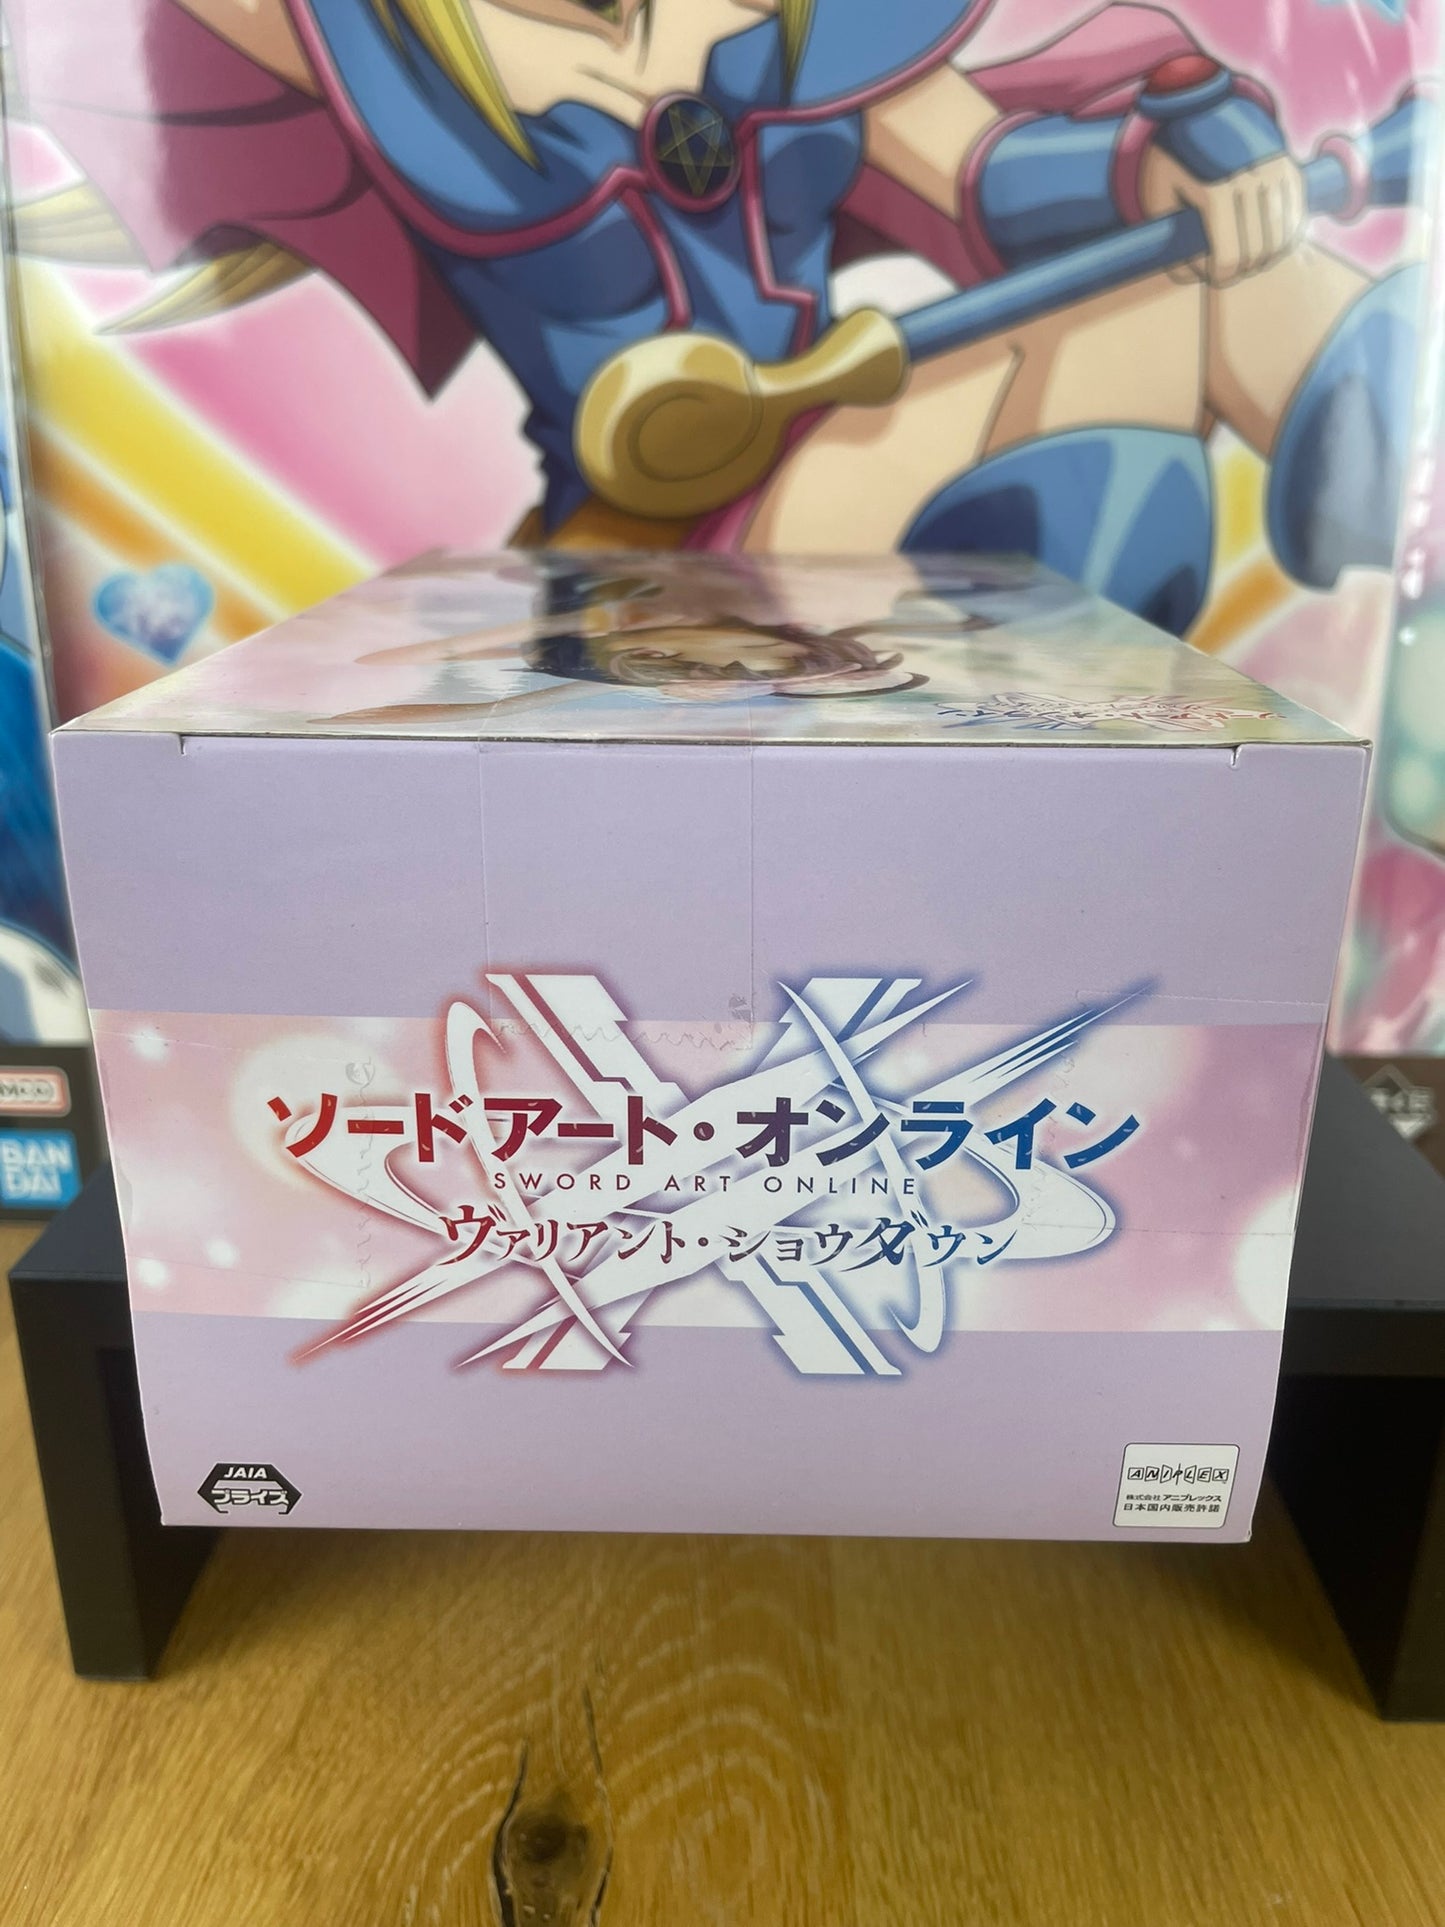 ソードアート・オンライン
SWORD ART ONLINE
ヴァリアント・ショウダウン
BAN
DAI
JAIA
プライズ
ANIPLEX
株式会社アニプレックス
日本国内販売許諾